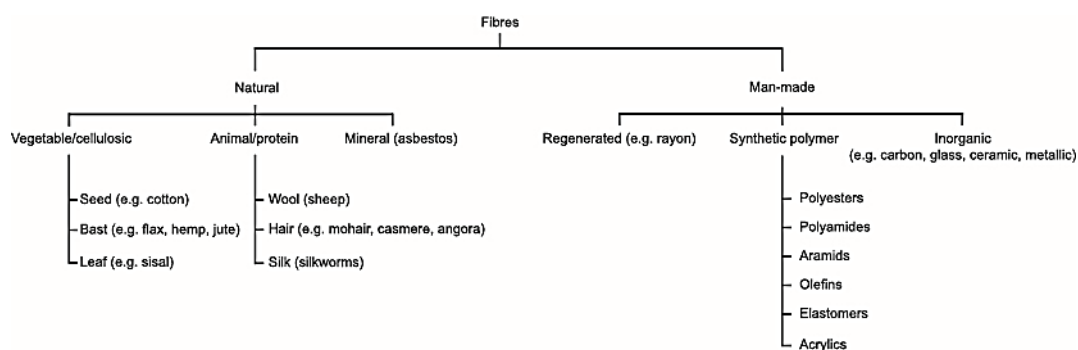 Fibres
Natural
Man-made
Vegetable/cellusosic
Animal/protein
Mineral (asbestos)
Regenerated (e.g. rayon)
Synthetic polymer
Inorganic
(e.g. carbon, glass, ceramic, metallic)
Seed (e.g. cotton)
Bast (e.g. flax, hemp, jute)
Leaf (e.g. sisal)
Wool (sheep)
Hair (e.g. mohair, casmere, angora)
Silk (silkworms)
Polyesters
Polyamides
Aramids
Olefins
Elastomers
Acrylics